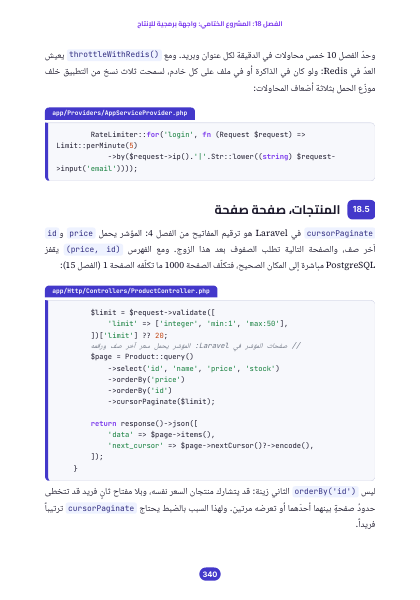 الفصل 18: المشروع الختامي: واجهة برمجية للإنتاج
وحدّ الفصل 10 خمس محاولات في الدقيقة لكل عنوان وبريد. ومع throttleWithRedis() يعيش
العدّ في Redis: ولو كان في الذاكرة أو في ملف على كل خادم، لسمحت ثلاث نسخ من التطبيق خلف
موزّع الحمل بثلاثة أضعاف المحاولات:
app/Providers/AppServiceProvider.php
RateLimiter::for('login', fn (Request $request) =>
Limit::perMinute(5)
->by($request->ip().'|'.Str::lower((string) $request-
>input('email'))));
18.5 المنتجات، صفحة صفحة
cursorPaginate في Laravel هو ترقيم المفاتيح من الفصل 4: المؤشر يحمل price و id
آخر صف، والصفحة التالية تطلب الصفوف بعد هذا الزوج. ومع الفهرس (price, id) يقفز
PostgreSQL مباشرة إلى المكان الصحيح، فتكلّف الصفحة 1000 ما تكلّفه الصفحة 1 (الفصل 15):
app/Http/Controllers/ProductController.php
$limit = $request->validate([
'limit' => ['integer', 'min:1', 'max:50'],
])['limit'] ?? 20;
// صفحات المؤشر في Laravel: المؤشر يحمل سعر آخر صف ورقمه
$page = Product::query()
->select('id', 'name', 'price', 'stock')
->orderBy('price')
->orderBy('id')
->cursorPaginate($limit);
return response()->json([
'data' => $page->items(),
'next_cursor' => $page->nextCursor()?->encode(),
]);
}
ليس orderBy('id') الثاني زينة: قد يتشارك منتجان السعر نفسه، وبلا مفتاح ثانٍ فريد قد تتخطى
حدودُ صفحةٍ بينهما أحدَهما أو تعرضه مرتين. ولهذا السبب بالضبط يحتاج cursorPaginate ترتيباً
فريداً.
340